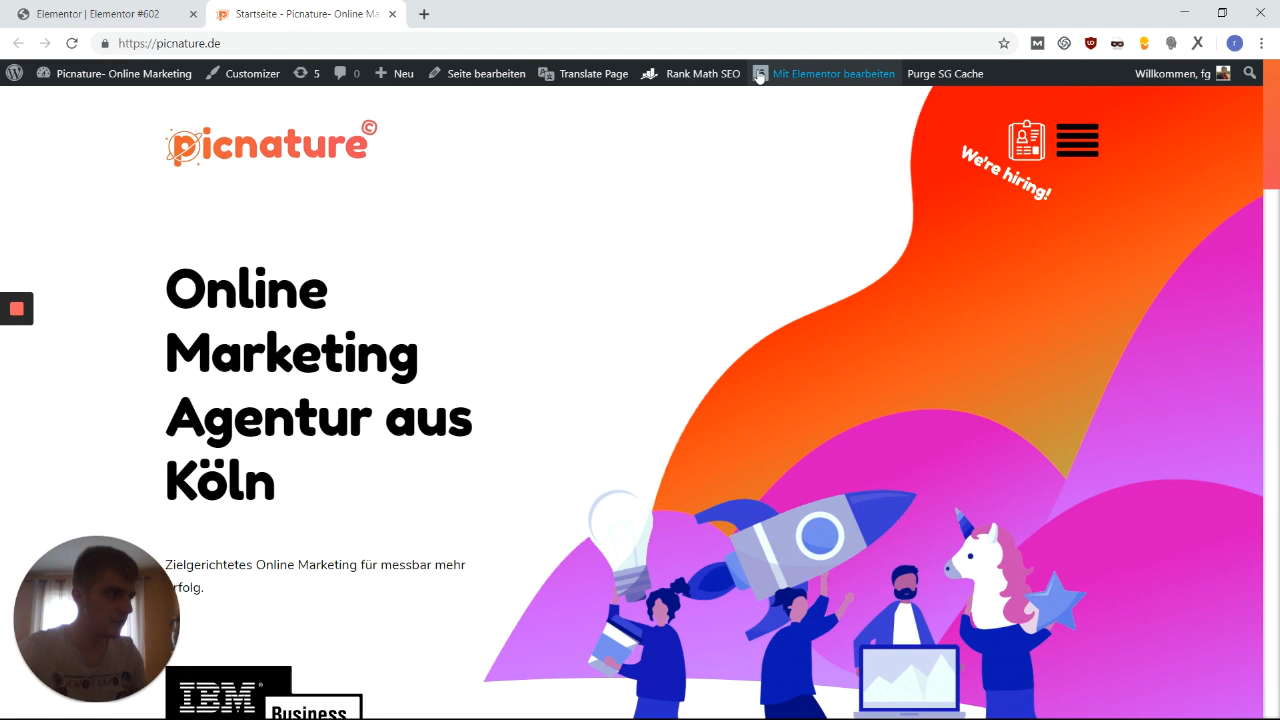 Elementor | Elementor #602
Startseite - Picnature- Online Ma
https://picnature.de
Picnature- Online Marketing
Customizer
5
0
Neu
Seite bearbeiten
Translate Page
Rank Math SEO
Mit Elementor bearbeiten
Purge SG Cache
Willkommen, fg
picnature©
We're hiring!
Online
Marketing
Agentur aus
Köln
Zielgerichtetes Online Marketing für messbar mehr
rfolg.
IBM®
Business